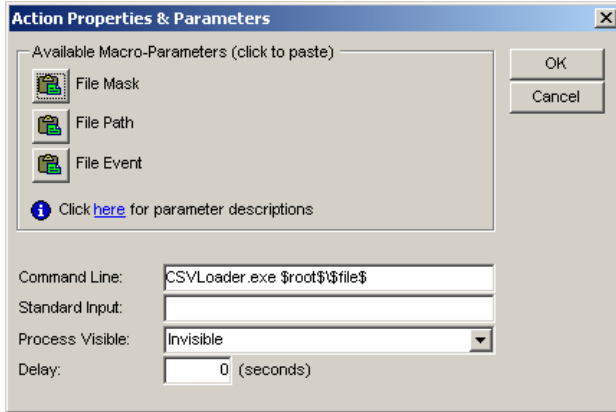 Action Properties & Parameters
Available Macro-Parameters (click to paste)
OK
File Mask
Cancel
File Path
File Event
Click here for parameter descriptions
Command Line: CSVLoader.exe $root$\$file$
Standard Input:
Process Visible: Invisible
Delay: 0 (seconds)